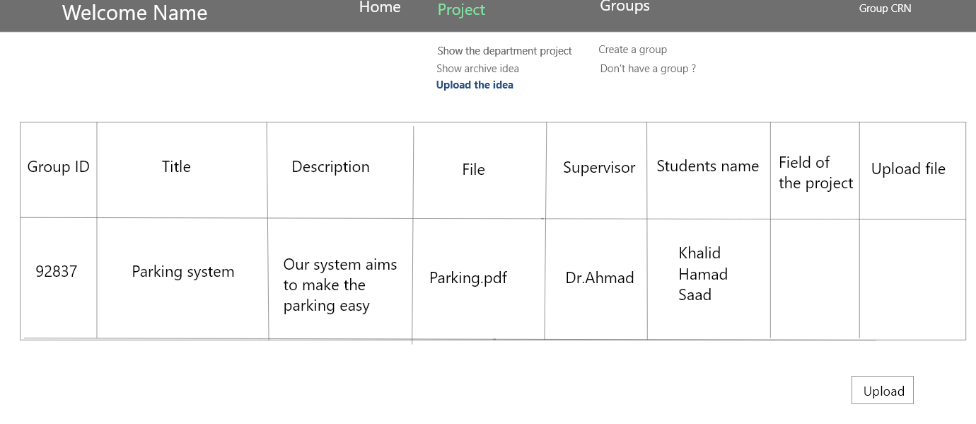 Welcome Name
Home
Project
Groups
Group CRN
Show the department project
Show archive idea
Upload the idea
Create a group
Don't have a group ?
Group ID
Title
Description
File
Supervisor
Students name
Field of
the project
Upload file
92837
Parking system
Our system aims
to make the
parking easy
Parking.pdf
Dr.Ahmad
Khalid
Hamad
Saad
Upload